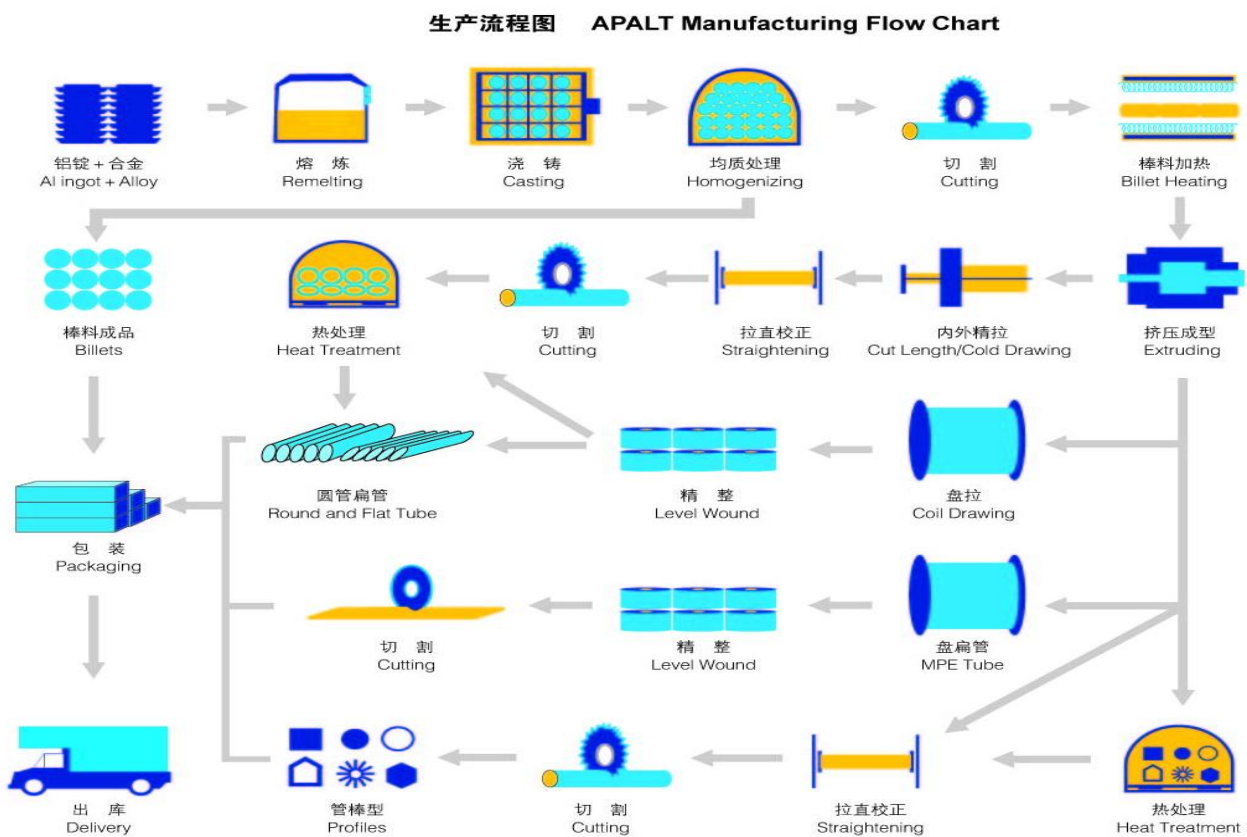 生产流程图 APALT Manufacturing Flow Chart
铝锭+合金
Al ingot + Alloy
熔 炼
Remelting
浇 铸
Casting
均质处理
Homogenizing
切 割
Cutting
棒料加热
Billet Heating
棒料成品
Billets
热处理
Heat Treatment
切 割
Cutting
拉直校正
Straightening
内外精拉
Cut Length/Cold Drawing
挤压成型
Extruding
包 装
Packaging
圆管扁管
Round and Flat Tube
精 整
Level Wound
盘拉
Coil Drawing
切 割
Cutting
精 整
Level Wound
盘扁管
MPE Tube
出 库
Delivery
管棒型
Profiles
切 割
Cutting
拉直校正
Straightening
热处理
Heat Treatment